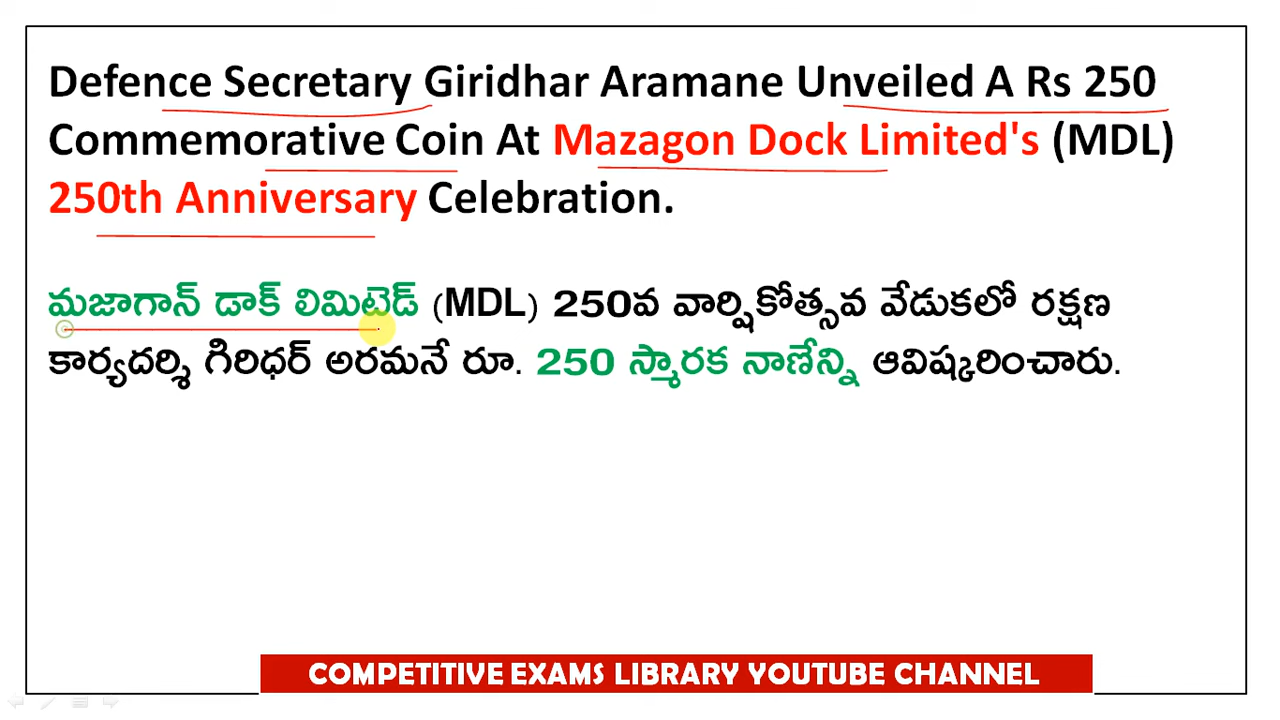 Defence Secretary Giridhar Aramane Unveiled A Rs 250
Commemorative Coin At Mazagon Dock Limited's (MDL)
250th Anniversary Celebration.
మజాగాన్ డాక్ లిమిటెడ్ (MDL) 250వ వార్షికోత్సవ వేడుకలో రక్షణ
కార్యదర్శి గిరిధర్ అరమనే రూ. 250 స్మారక నాణేన్ని ఆవిష్కరించారు.
COMPETITIVE EXAMS LIBRARY YOUTUBE CHANNEL